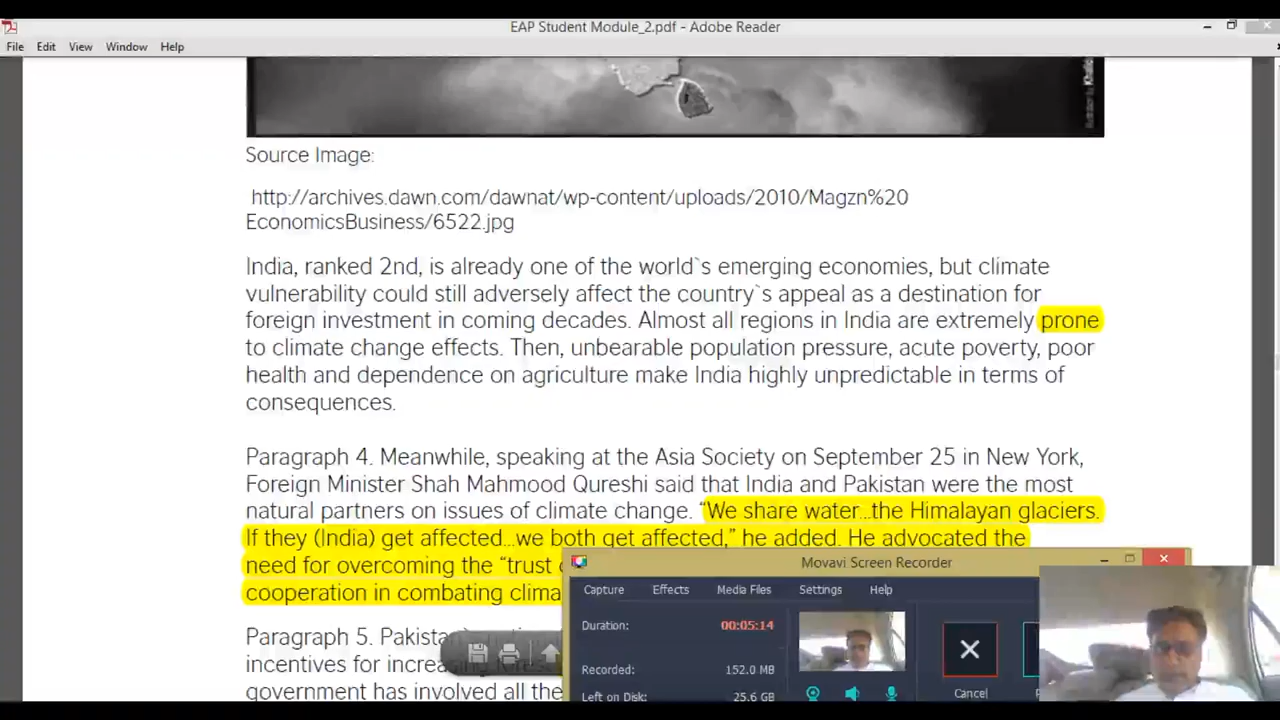 EAP Student Module_2.pdf - Adobe Reader
File Edit View Window Help
Source Image:
http://archives.dawn.com/dawnat/wp-content/uploads/2010/Magzn%20
EconomicsBusiness/6522.jpg
India, ranked 2nd, is already one of the world`s emerging economies, but climate
vulnerability could still adversely affect the country`s appeal as a destination for
foreign investment in coming decades. Almost all regions in India are extremely prone
to climate change effects. Then, unbearable population pressure, acute poverty, poor
health and dependence on agriculture make India highly unpredictable in terms of
consequences.
Paragraph 4. Meanwhile, speaking at the Asia Society on September 25 in New York,
Foreign Minister Shah Mahmood Qureshi said that India and Pakistan were the most
natural partners on issues of climate change. “We share water...the Himalayan glaciers.
If they (India) get affected...we both get affected,” he added. He advocated the
need for overcoming the “trust
cooperation in combating clima
Paragraph 5.
incentives for
government has involved all the
Movavi Screen Recorder
Capture Effects Media Files Settings Help
Duration: 00:05:14
Recorded: 152.0 MB
Left on Disk: 25.6 GB
Cancel